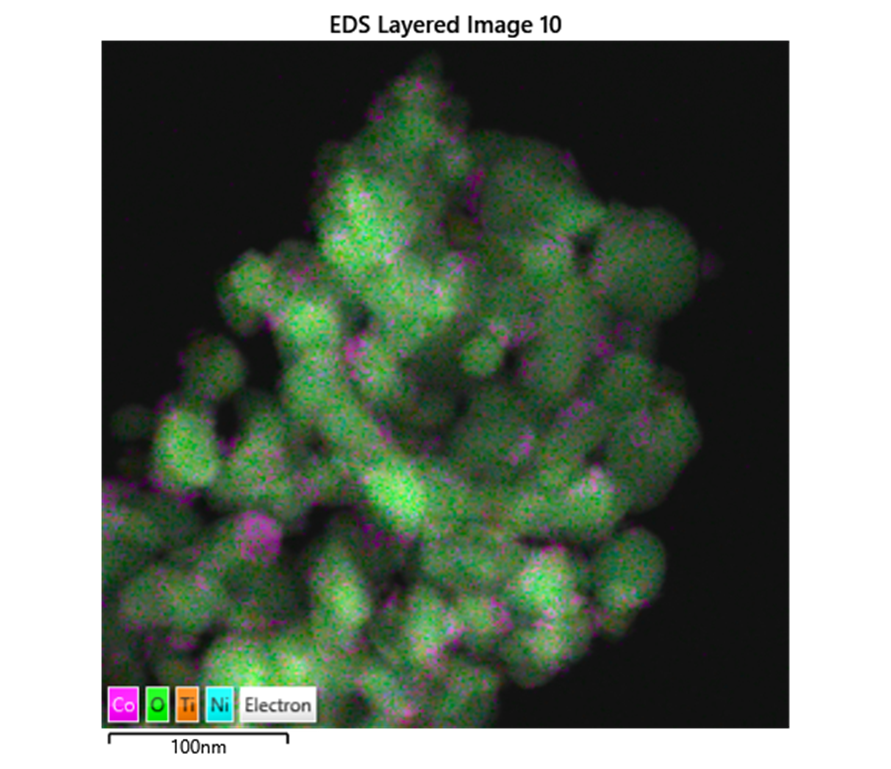 EDS Layered Image 10
Co O Ti Ni Electron
100nm